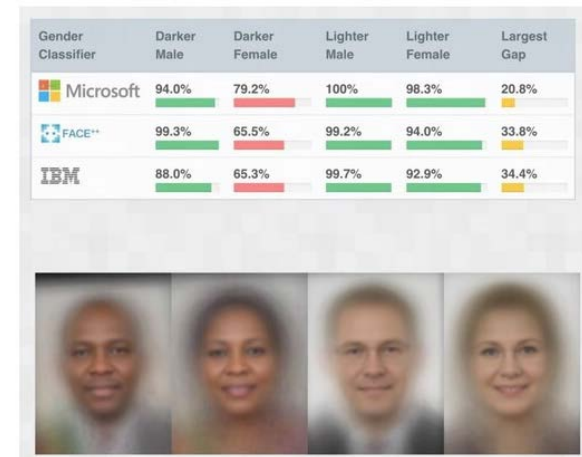 Gender Classifier Darker Male Darker Female Lighter Male Lighter Female Largest Gap
Microsoft 94.0% 79.2% 100% 98.3% 20.8%
FACE++ 99.3% 65.5% 99.2% 94.0% 33.8%
IBM 88.0% 65.3% 99.7% 92.9% 34.4%